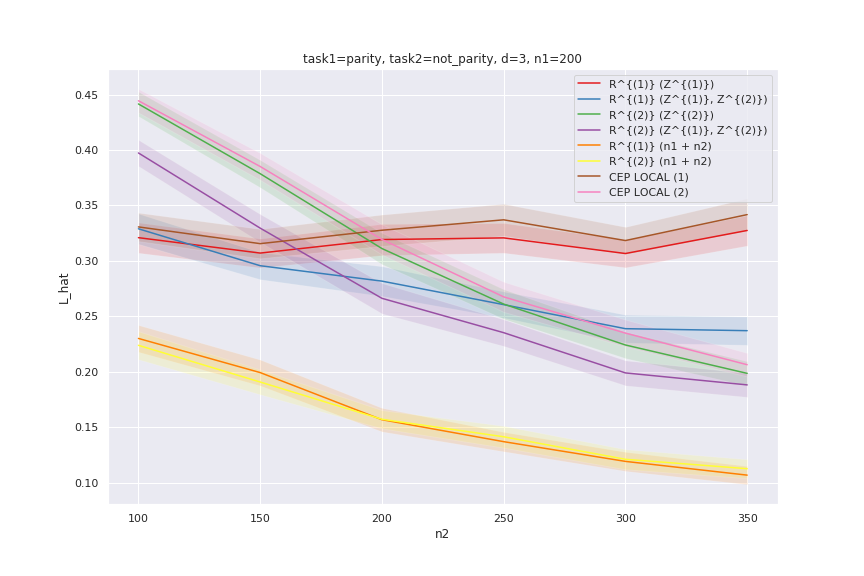 task1=parity, task2=not_parity, d=3, n1=200
R^{(1)} (Z^{(1)})
R^{(1)} (Z^{(1)}, Z^{(2)})
R^{(2)} (Z^{(2)})
R^{(2)} (Z^{(1)}, Z^{(2)})
R^{(1)} (n1 + n2)
R^{(2)} (n1 + n2)
CEP LOCAL (1)
CEP LOCAL (2)
0.45
0.40
0.35
0.30
0.25
0.20
0.15
0.10
L_hat
100 150 200 250 300 350
n2